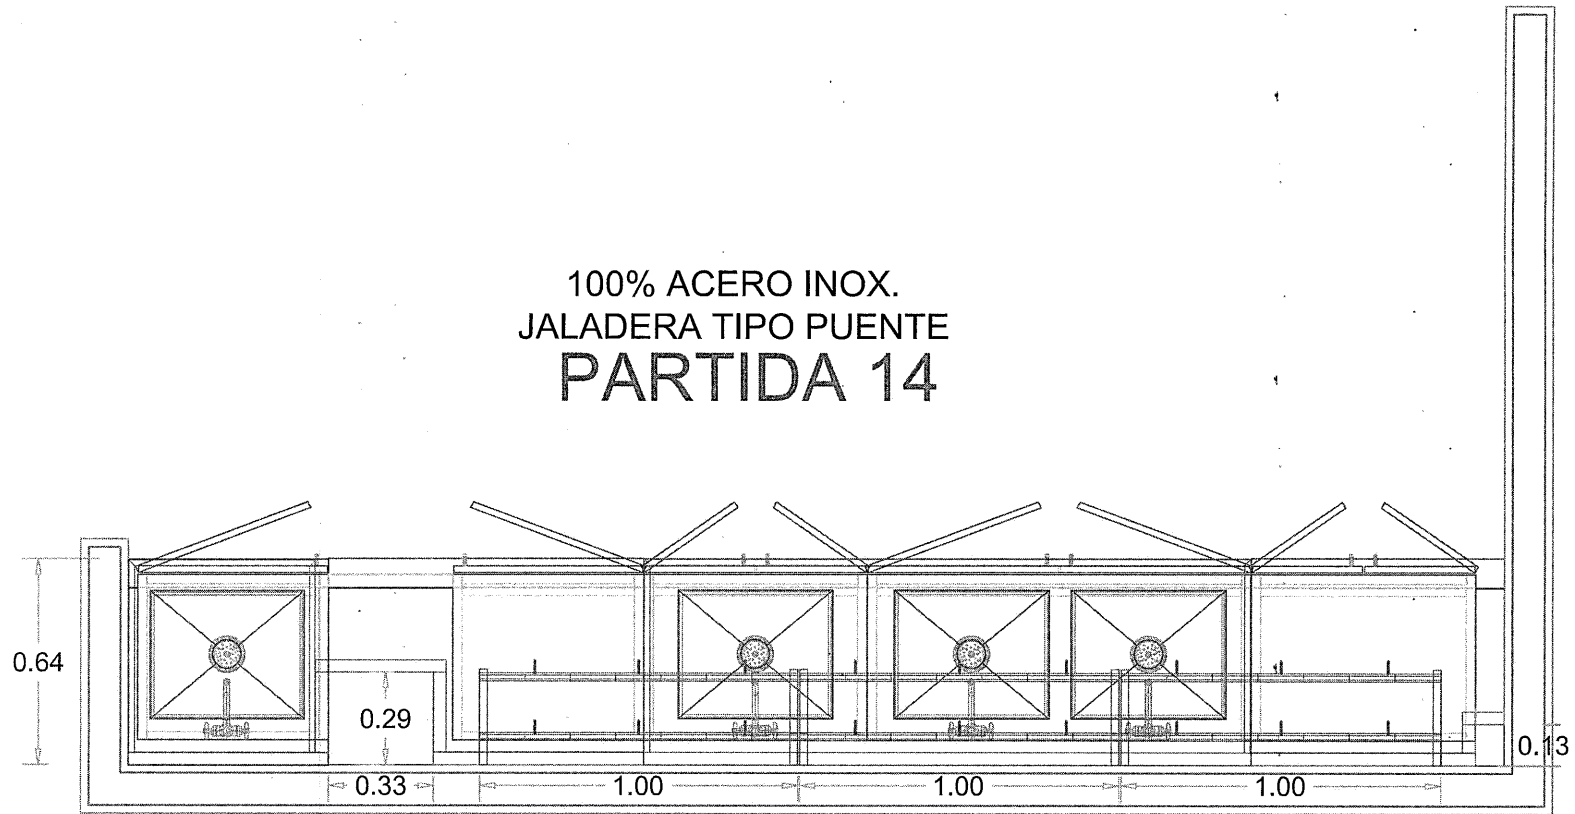 100% ACERO INOX.
JALADERA TIPO PUENTE
PARTIDA 14
0.64
0.29
0.13
0.33
1.00
1.00
1.00